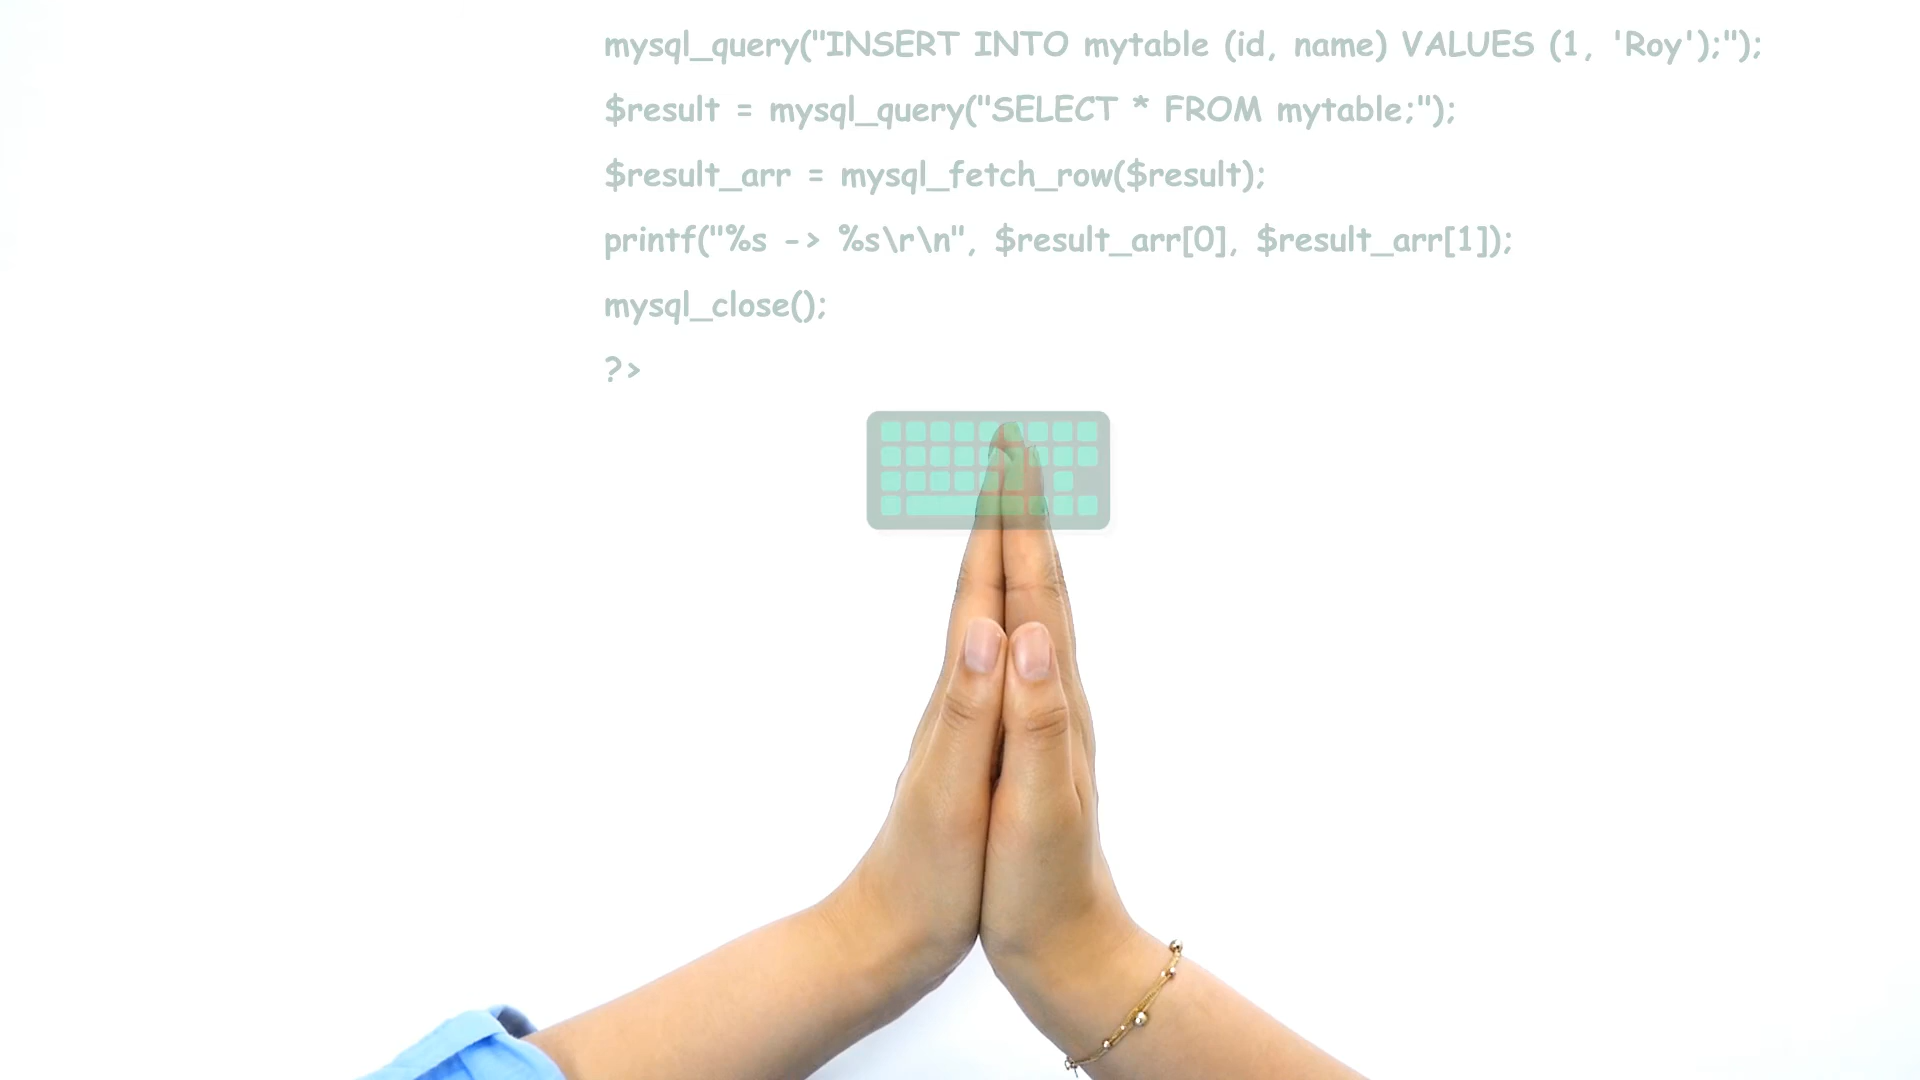 mysql_query("INSERT INTO mytable (id, name) VALUES (1, 'Roy');");
$result = mysql_query("SELECT * FROM mytable;");
$result_arr = mysql_fetch_row($result);
printf("%s -> %s\r\n", $result_arr[0], $result_arr[1]);
mysql_close();
?>